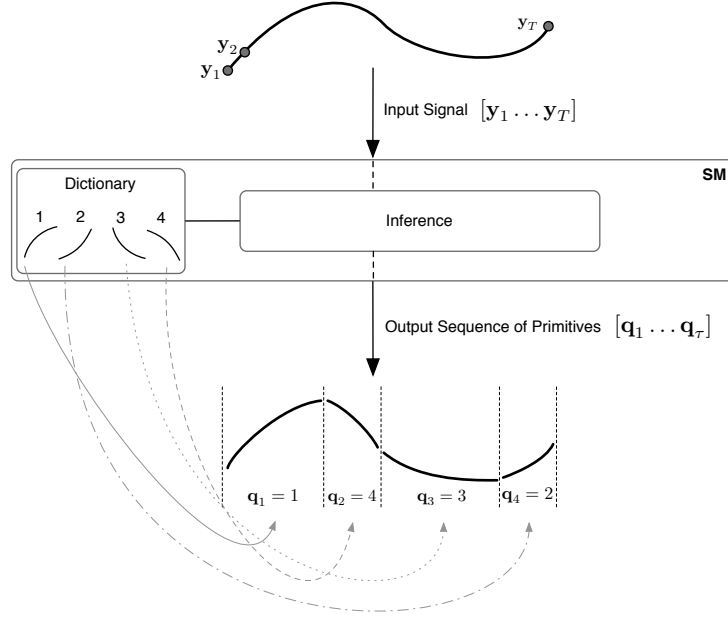 y_T
y_2
y_1
Input Signal [y_1 … y_T]
SM
Dictionary
1 2 3 4
Inference
Output Sequence of Primitives [q_1 … q_τ]
q_1 = 1 q_2 = 4 q_3 = 3 q_4 = 2